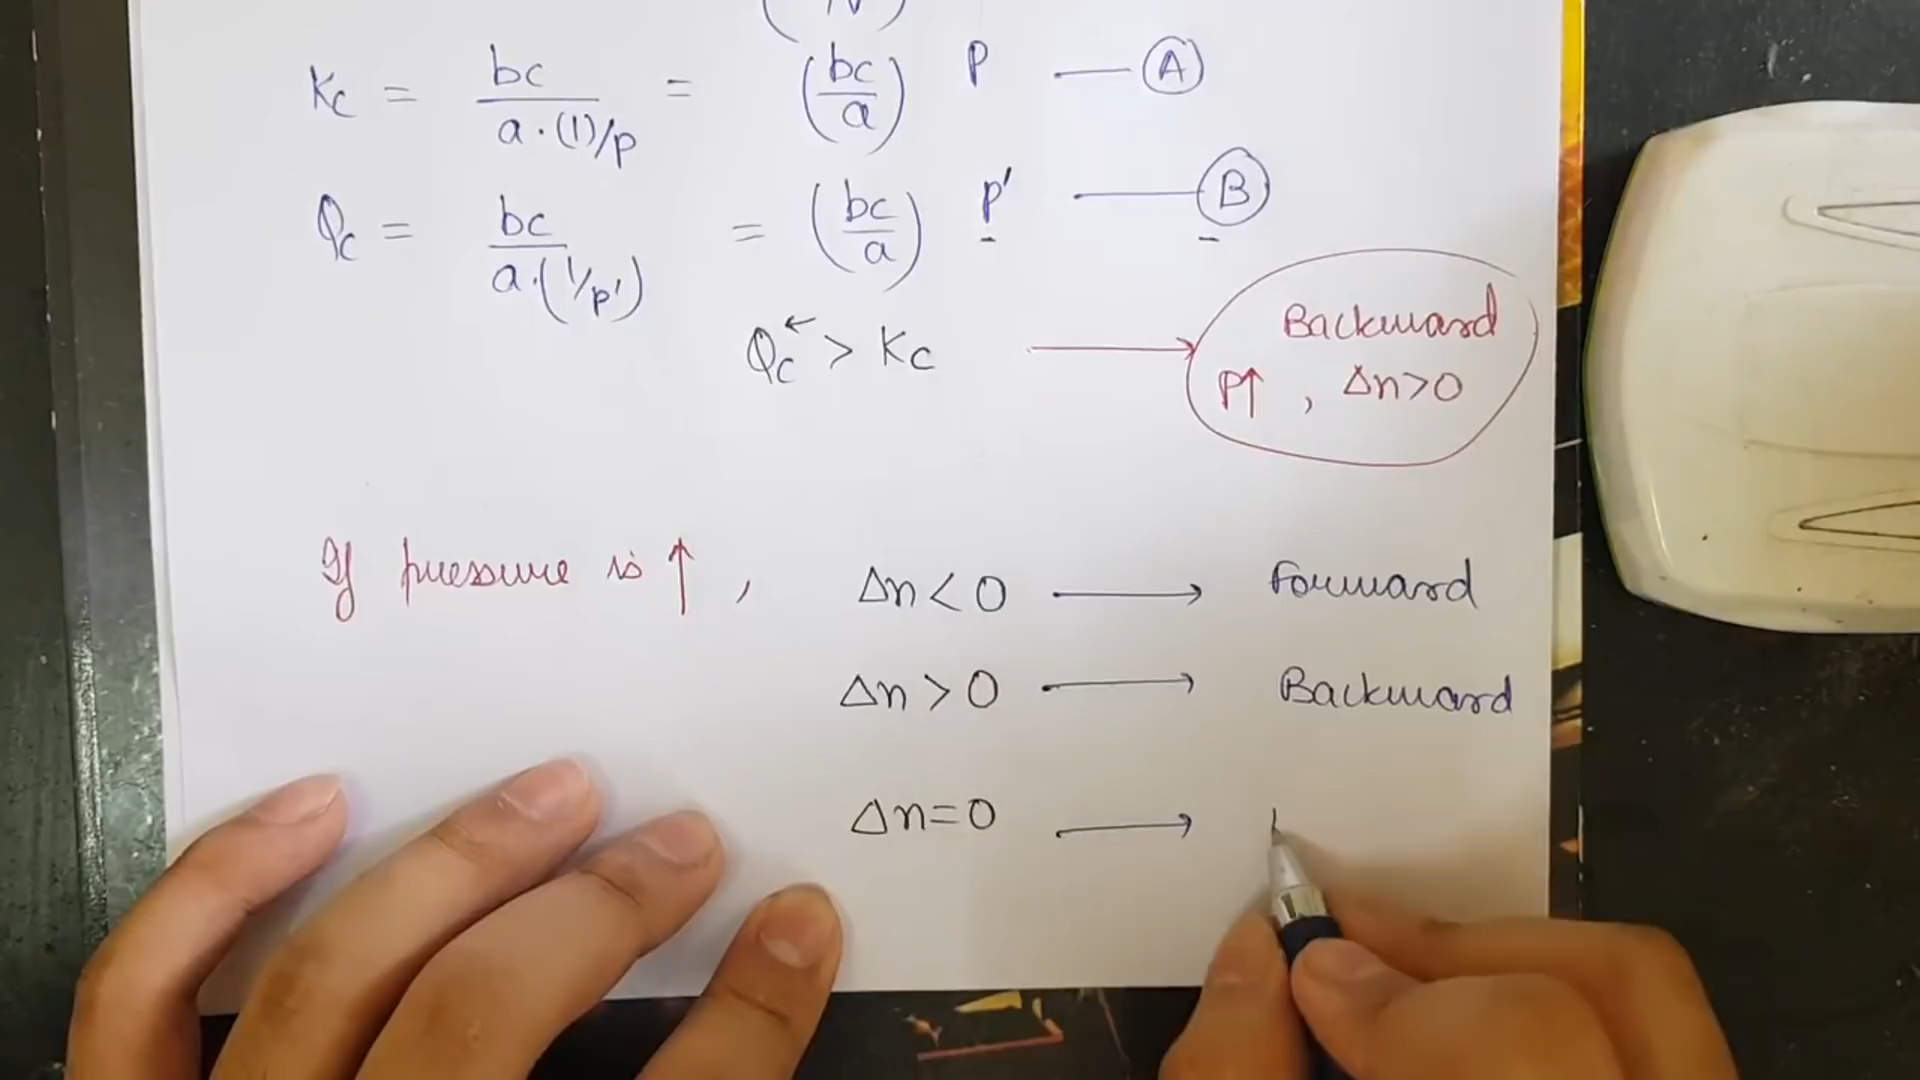 Kc = bc / a·(1)/p = (bc/a) P — A
Qc = bc / a·(1/p') = (bc/a) P' — B
Qc > Kc → Backward
P↑, Δn>0
If pressure is ↑, Δn < 0 → Forward
Δn > 0 → Backward
Δn = 0 →